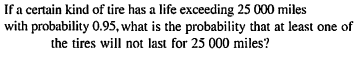 If a certain kind of tire has a life exceeding 25 000 miles
with probability 0.95, what is the probability that at least one of
the tires will not last for 25 000 miles?